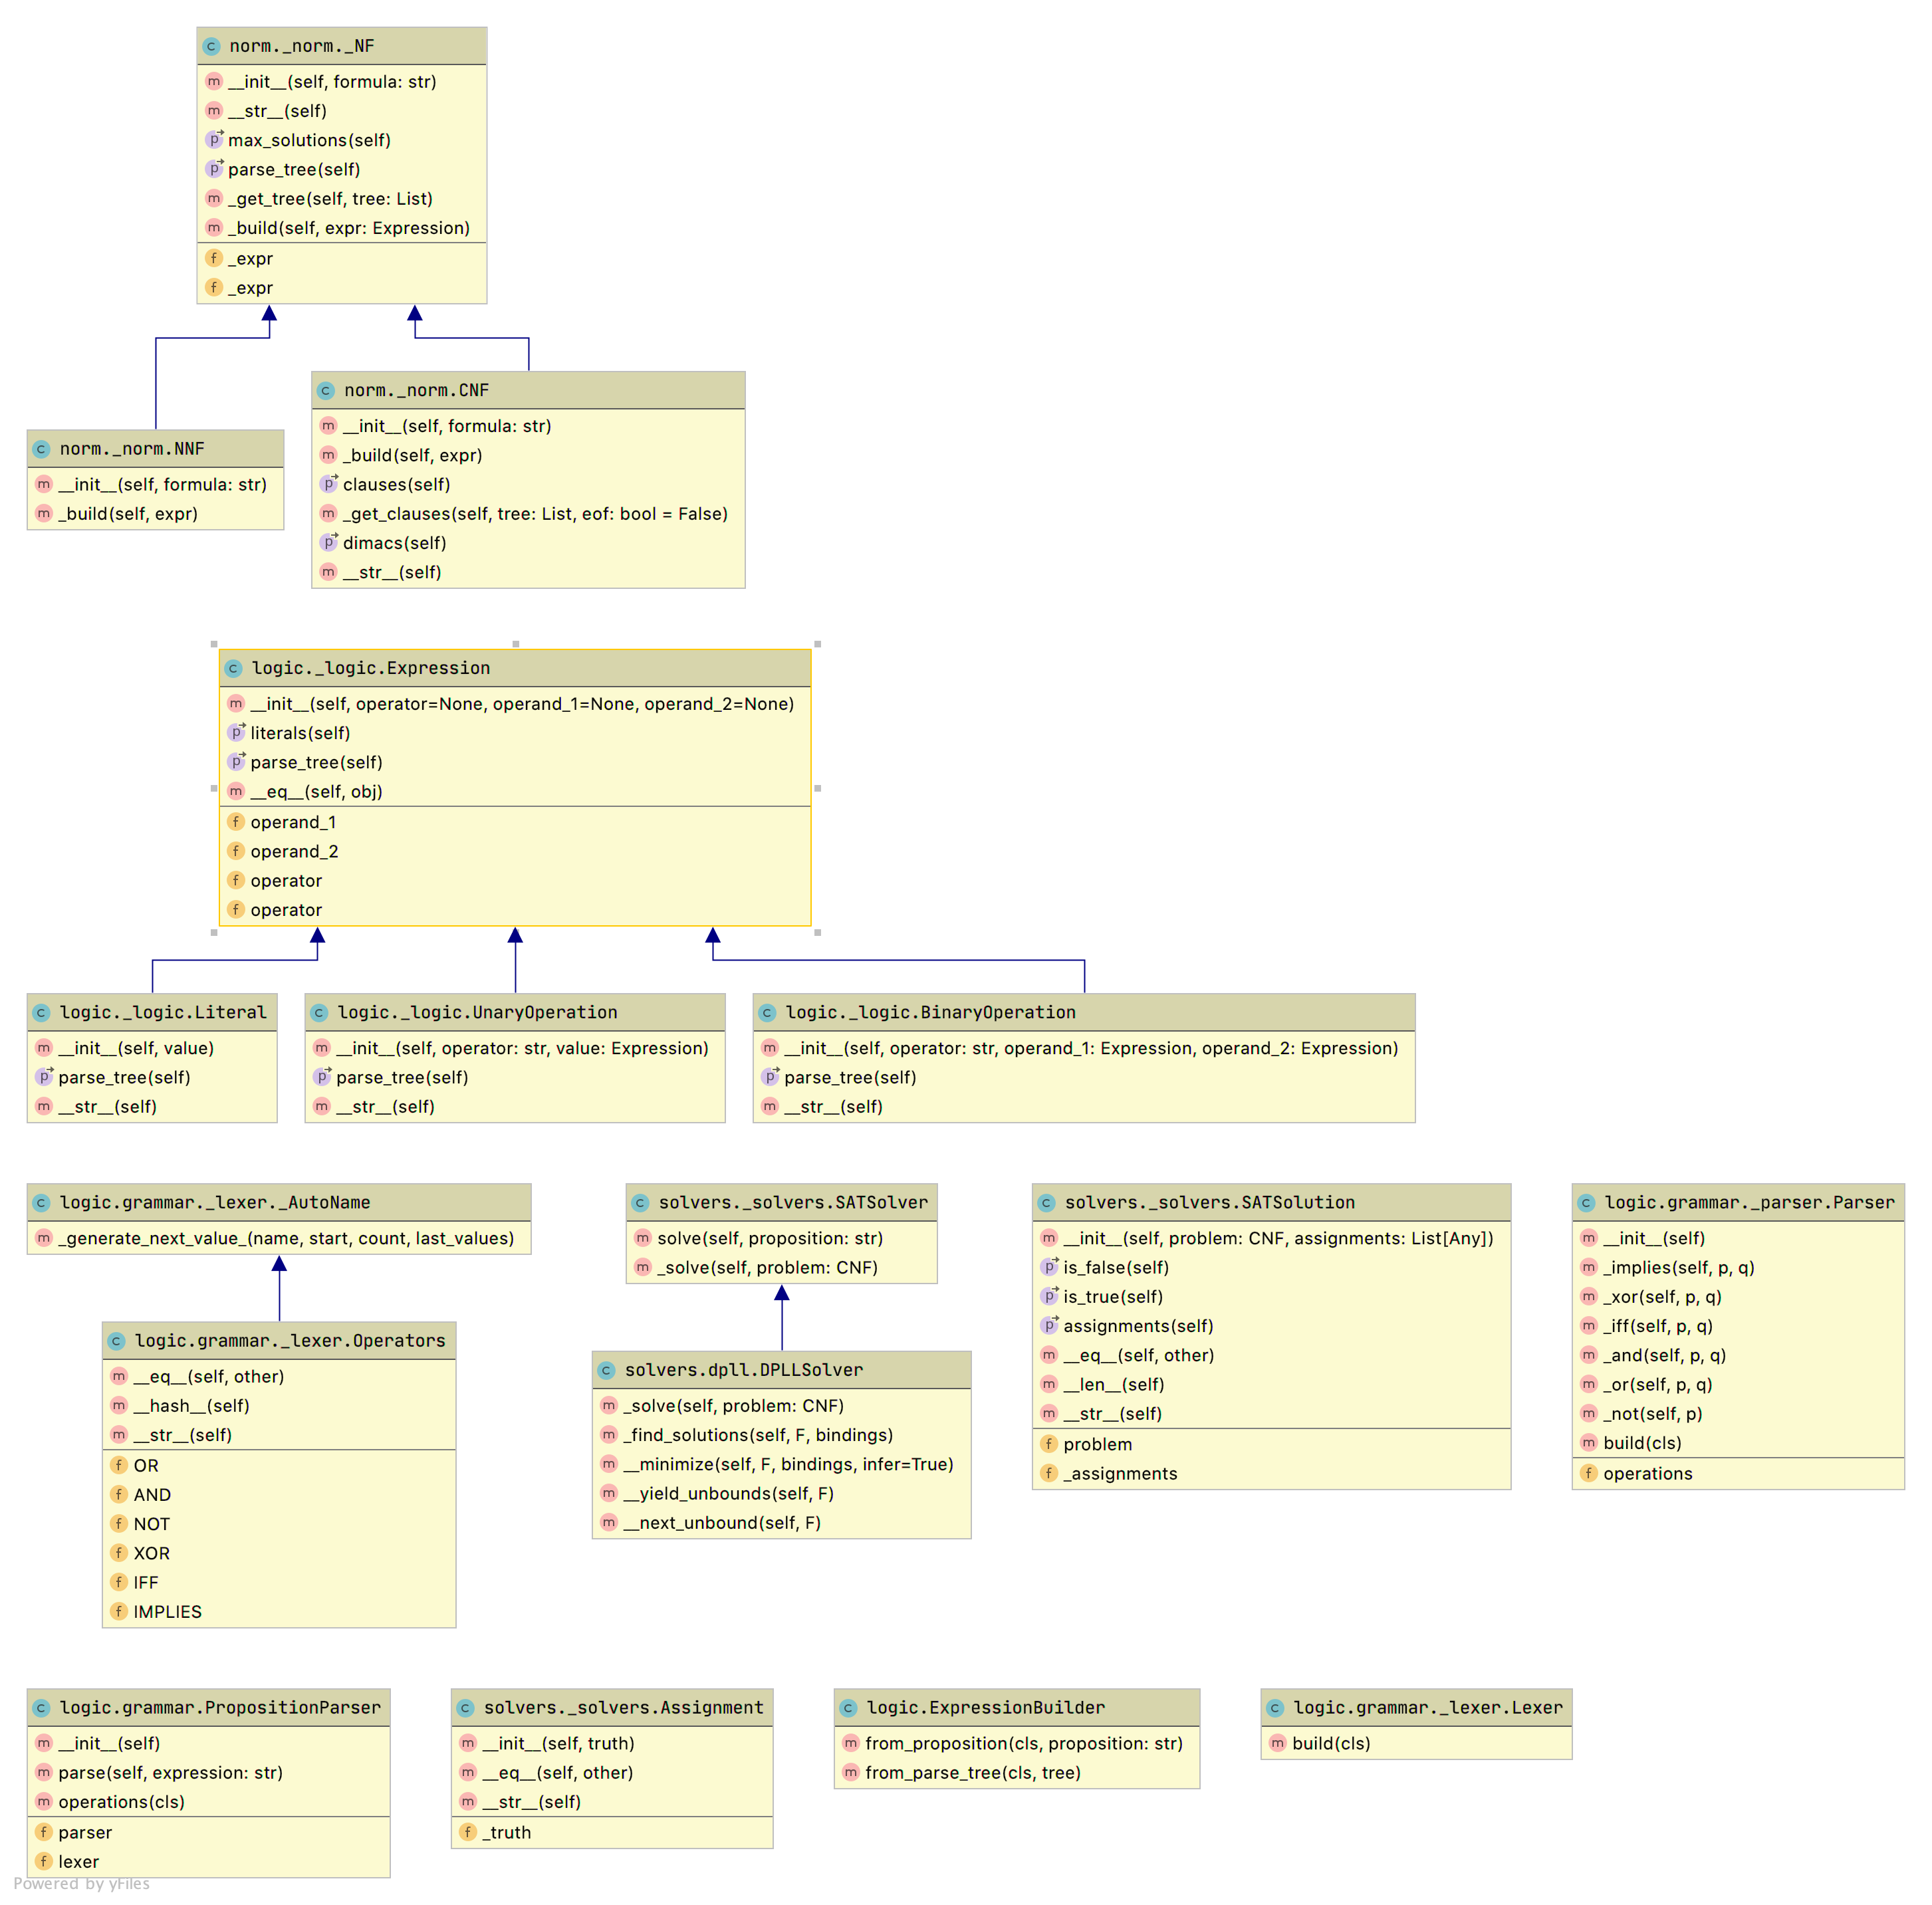 norm._norm._NF
__init__(self, formula: str)
__str__(self)
max_solutions(self)
parse_tree(self)
_get_tree(self, tree: List)
_build(self, expr: Expression)
_expr
_expr
norm._norm.NNF
__init__(self, formula: str)
_build(self, expr)
norm._norm.CNF
__init__(self, formula: str)
_build(self, expr)
clauses(self)
_get_clauses(self, tree: List, eof: bool = False)
dimacs(self)
__str__(self)
logic._logic.Expression
__init__(self, operator=None, operand_1=None, operand_2=None)
literals(self)
parse_tree(self)
__eq__(self, obj)
operand_1
operand_2
operator
operator
logic._logic.Literal
__init__(self, value)
parse_tree(self)
__str__(self)
logic._logic.UnaryOperation
__init__(self, operator: str, value: Expression)
parse_tree(self)
__str__(self)
logic._logic.BinaryOperation
__init__(self, operator: str, operand_1: Expression, operand_2: Expression)
parse_tree(self)
__str__(self)
logic.grammar._lexer._AutoName
_generate_next_value_(name, start, count, last_values)
logic.grammar._lexer.Operators
__eq__(self, other)
__hash__(self)
__str__(self)
OR
AND
NOT
XOR
IFF
IMPLIES
solvers._solvers.SATSolver
solve(self, proposition: str)
_solve(self, problem: CNF)
solvers.dpll.DPLLSolver
_solve(self, problem: CNF)
_find_solutions(self, F, bindings)
__minimize(self, F, bindings, infer=True)
__yield_unbounds(self, F)
__next_unbound(self, F)
solvers._solvers.SATSolution
__init__(self, problem: CNF, assignments: List[Any])
is_false(self)
is_true(self)
assignments(self)
__eq__(self, other)
__len__(self)
__str__(self)
problem
_assignments
logic.grammar._parser.Parser
__init__(self)
_implies(self, p, q)
_xor(self, p, q)
_iff(self, p, q)
_and(self, p, q)
_or(self, p, q)
_not(self, p)
build(cls)
operations
logic.grammar.PropositionParser
__init__(self)
parse(self, expression: str)
operations(cls)
parser
lexer
solvers._solvers.Assignment
__init__(self, truth)
__eq__(self, other)
__str__(self)
_truth
logic.ExpressionBuilder
from_proposition(cls, proposition: str)
from_parse_tree(cls, tree)
logic.grammar._lexer.Lexer
build(cls)
Powered by yFiles